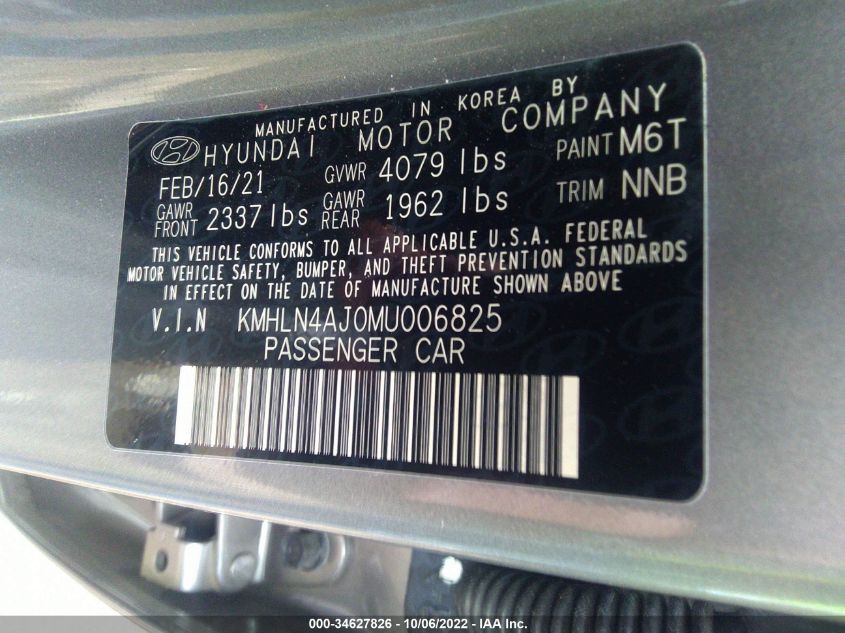 MANUFACTURED IN KOREA BY
HYUNDAI MOTOR COMPANY
FEB/16/21 GVWR 4079 lbs PAINT M6T
GAWR FRONT 2337 lbs GAWR REAR 1962 lbs TRIM NNB
THIS VEHICLE CONFORMS TO ALL APPLICABLE U.S.A. FEDERAL
MOTOR VEHICLE SAFETY, BUMPER, AND THEFT PREVENTION STANDARDS
IN EFFECT ON THE DATE OF MANUFACTURE SHOWN ABOVE
V.I.N KMHLN4AJ0MU006825
PASSENGER CAR
000-34627826 - 10/06/2022 - IAA Inc.